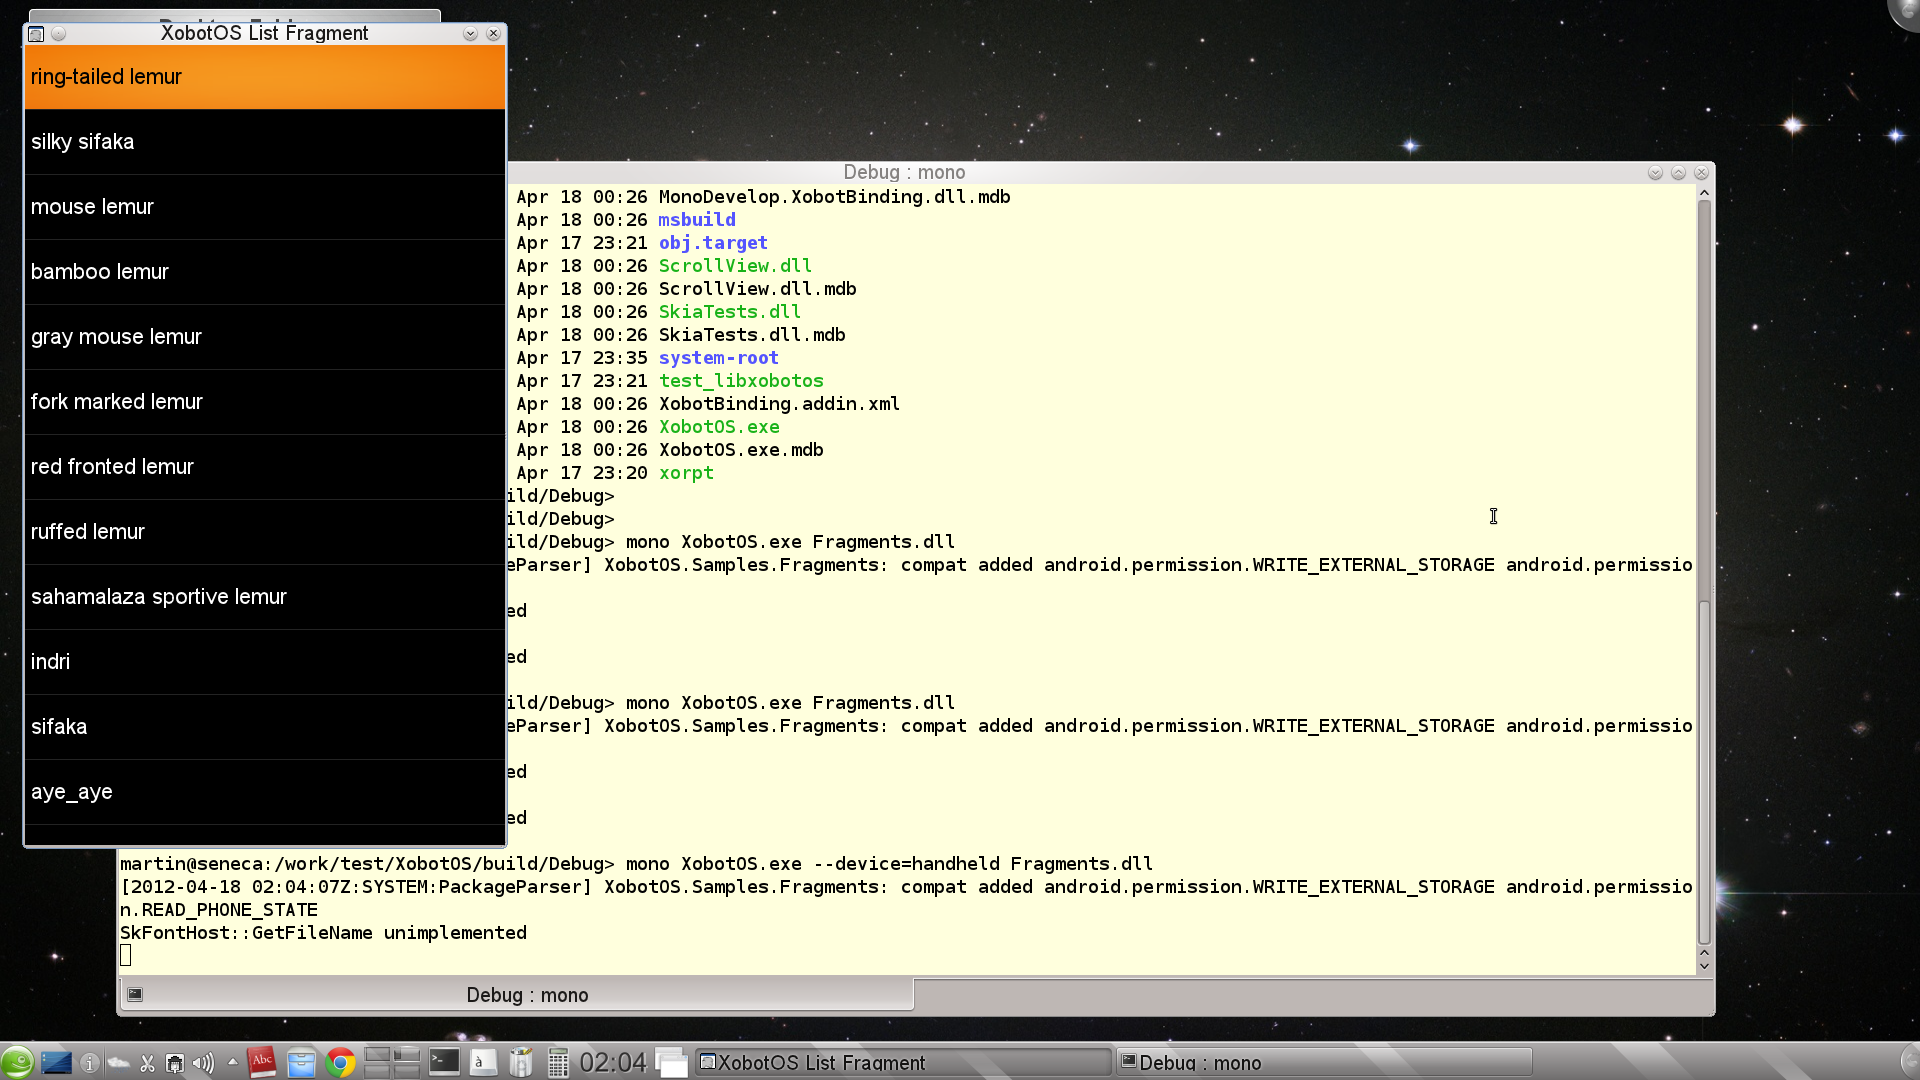 XobotOS List Fragment
ring-tailed lemur
silky sifaka
mouse lemur
bamboo lemur
gray mouse lemur
fork marked lemur
red fronted lemur
ruffed lemur
sahamalaza sportive lemur
indri
sifaka
aye_aye
Debug : mono
Apr 18 00:26 MonoDevelop.XobotBinding.dll.mdb
Apr 18 00:26 msbuild
Apr 17 23:21 obj.target
Apr 18 00:26 ScrollView.dll
Apr 18 00:26 ScrollView.dll.mdb
Apr 18 00:26 SkiaTests.dll
Apr 18 00:26 SkiaTests.dll.mdb
Apr 17 23:35 system-root
Apr 17 23:21 test_libxobotos
Apr 18 00:26 XobotBinding.addin.xml
Apr 18 00:26 XobotOS.exe
Apr 18 00:26 XobotOS.exe.mdb
Apr 17 23:20 xorpt
ild/Debug>
ild/Debug>
ild/Debug> mono XobotOS.exe Fragments.dll
eParser] XobotOS.Samples.Fragments: compat added android.permission.WRITE_EXTERNAL_STORAGE android.permissio
ed
ed
ild/Debug> mono XobotOS.exe Fragments.dll
eParser] XobotOS.Samples.Fragments: compat added android.permission.WRITE_EXTERNAL_STORAGE android.permissio
ed
ed
martin@seneca:/work/test/XobotOS/build/Debug> mono XobotOS.exe --device=handheld Fragments.dll
[2012-04-18 02:04:07Z:SYSTEM:PackageParser] XobotOS.Samples.Fragments: compat added android.permission.WRITE_EXTERNAL_STORAGE android.permissio
n.READ_PHONE_STATE
SkFontHost::GetFileName unimplemented
Debug : mono
Abc
à
02:04
XobotOS List Fragment
Debug : mono